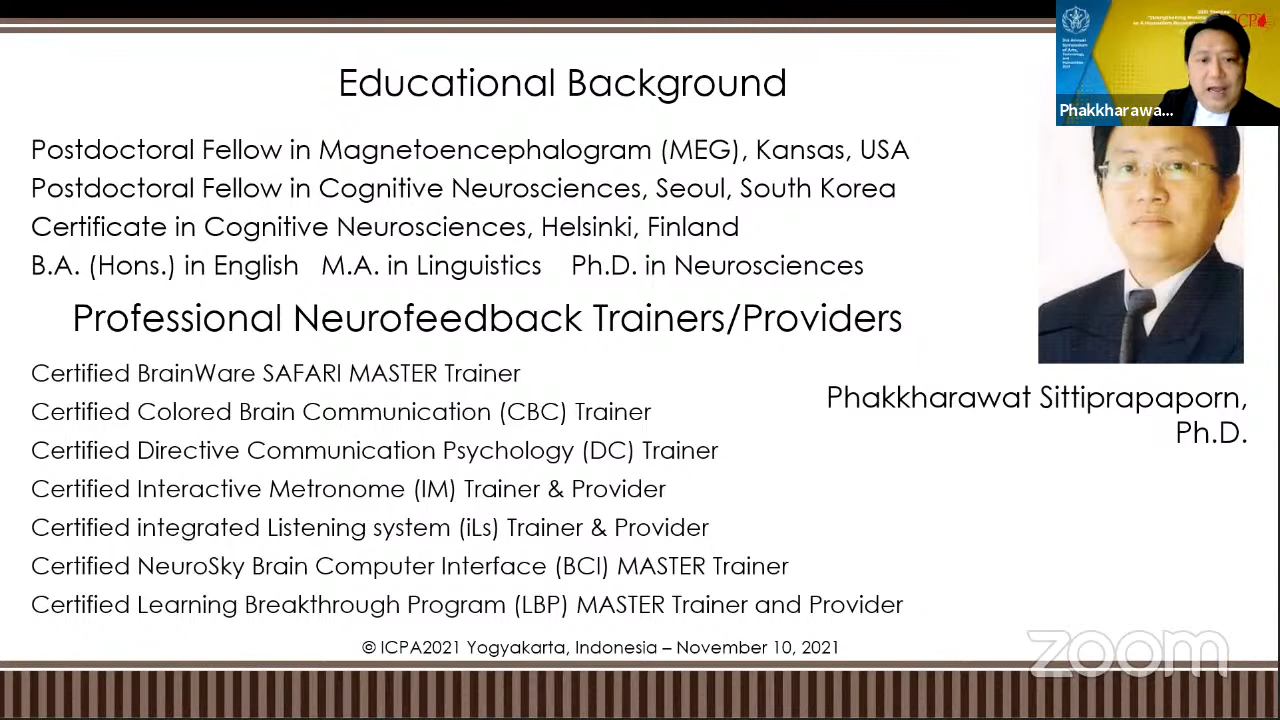 Educational Background
Postdoctoral Fellow in Magnetoencephalogram (MEG), Kansas, USA
Postdoctoral Fellow in Cognitive Neurosciences, Seoul, South Korea
Certificate in Cognitive Neurosciences, Helsinki, Finland
B.A. (Hons.) in English M.A. in Linguistics Ph.D. in Neurosciences
Professional Neurofeedback Trainers/Providers
Certified BrainWare SAFARI MASTER Trainer
Certified Colored Brain Communication (CBC) Trainer
Certified Directive Communication Psychology (DC) Trainer
Certified Interactive Metronome (IM) Trainer & Provider
Certified integrated Listening system (iLs) Trainer & Provider
Certified NeuroSky Brain Computer Interface (BCI) MASTER Trainer
Certified Learning Breakthrough Program (LBP) MASTER Trainer and Provider
© ICPA2021 Yogyakarta, Indonesia – November 10, 2021
Phakkharawa...
Phakkharawat Sittiprapaporn,
Ph.D.
zoom